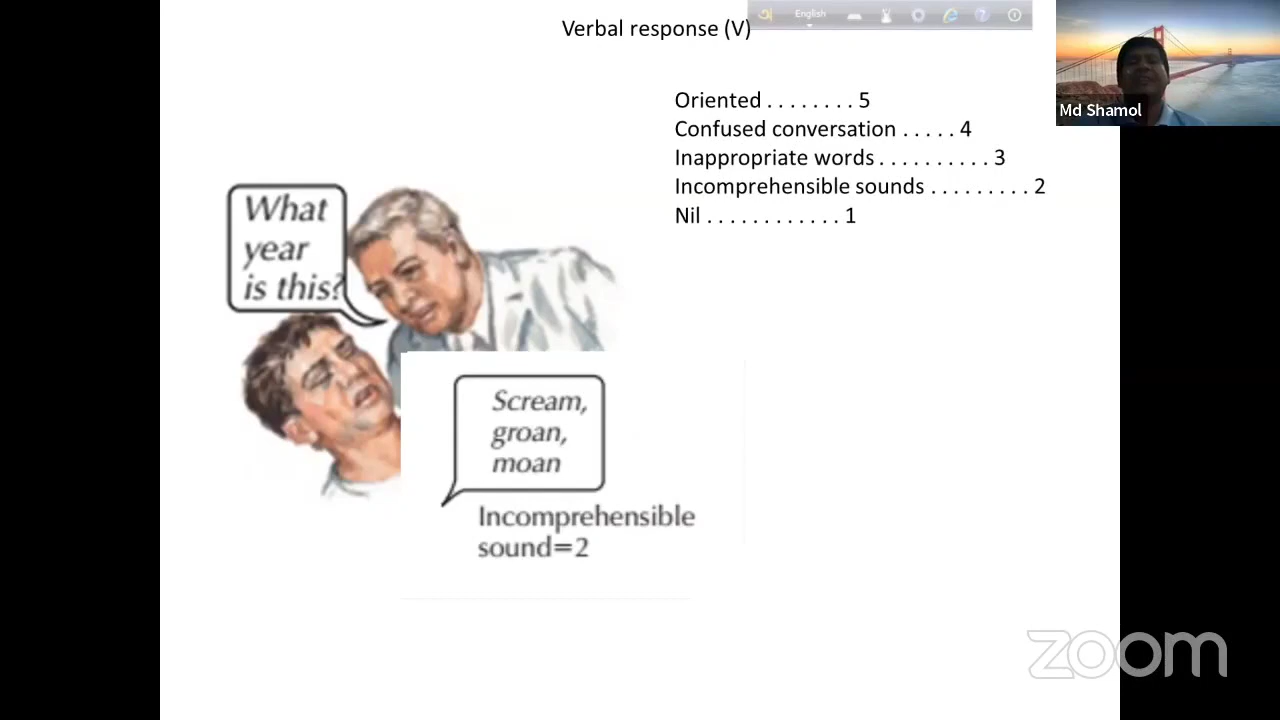 Verbal response (V)
English
Md Shamol
Oriented . . . . . . . . 5
Confused conversation . . . . . 4
Inappropriate words . . . . . . . . . . 3
Incomprehensible sounds . . . . . . . . . 2
Nil . . . . . . . . . . . . 1
What
year
is this?
Scream,
groan,
moan
Incomprehensible
sound=2
zoom